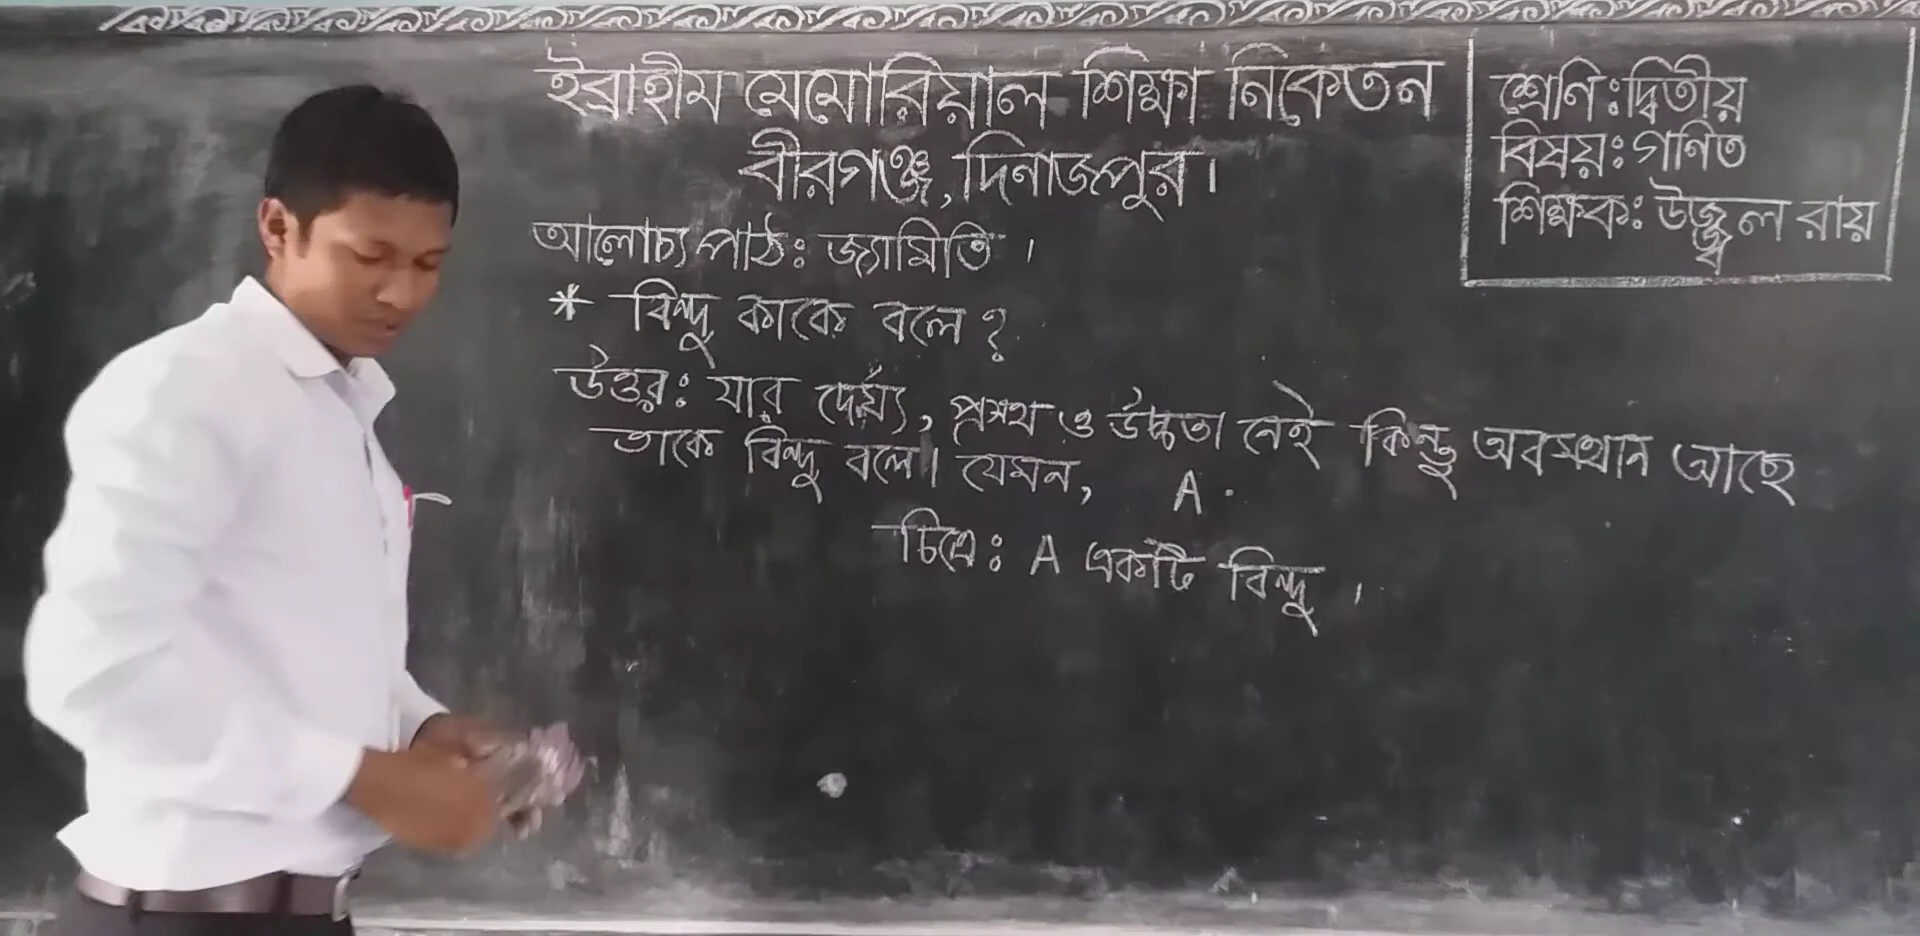 ইব্রাহীম মেমোরিয়াল শিক্ষা নিকেতন
বীরগঞ্জ, দিনাজপুর।
শ্রেণি: দ্বিতীয়
বিষয়: গণিত
শিক্ষক: উজ্জ্বল রায়
আলোচ্য পাঠ: জ্যামিতি।
* বিন্দু কাকে বলে?
উত্তর: যার দৈর্ঘ্য, প্রস্থ ও উচ্চতা নেই কিন্তু অবস্থান আছে
তাকে বিন্দু বলে। যেমন, A .
চিত্রে: A একটি বিন্দু।